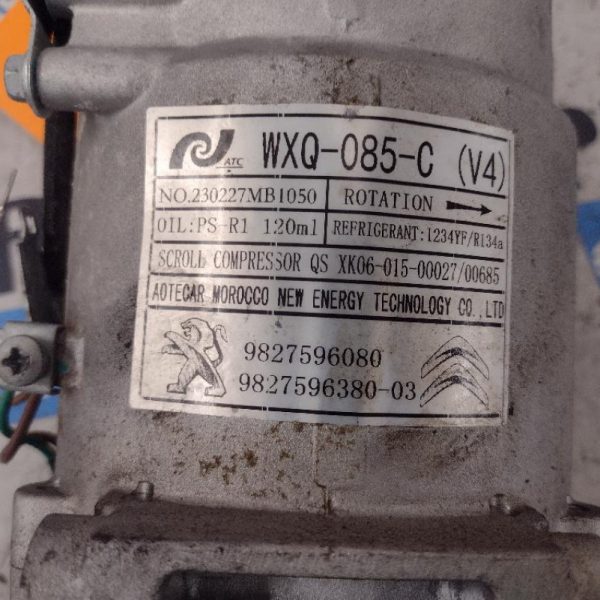 ATC WXQ-085-C (V4)
NO.230227MB1050 ROTATION
OIL:PS-R1 120ml REFRIGERANT:1234YF/R134a
SCROLL COMPRESSOR QS XK06-015-00027/00685
AOTECAR MOROCCO NEW ENERGY TECHNOLOGY CO.,LTD
9827596080
9827596380-03